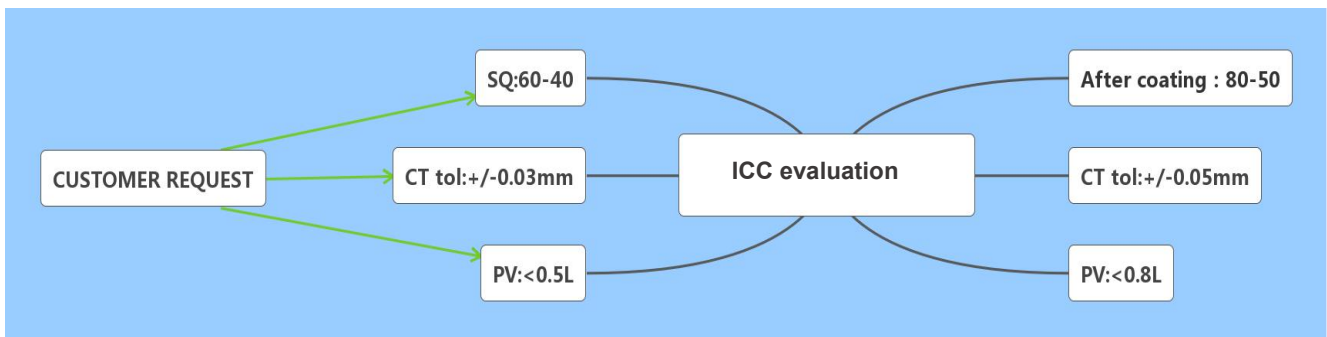 SQ:60-40
After coating : 80-50
CUSTOMER REQUEST
CT tol:+/-0.03mm
ICC evaluation
CT tol:+/-0.05mm
PV:<0.5L
PV:<0.8L